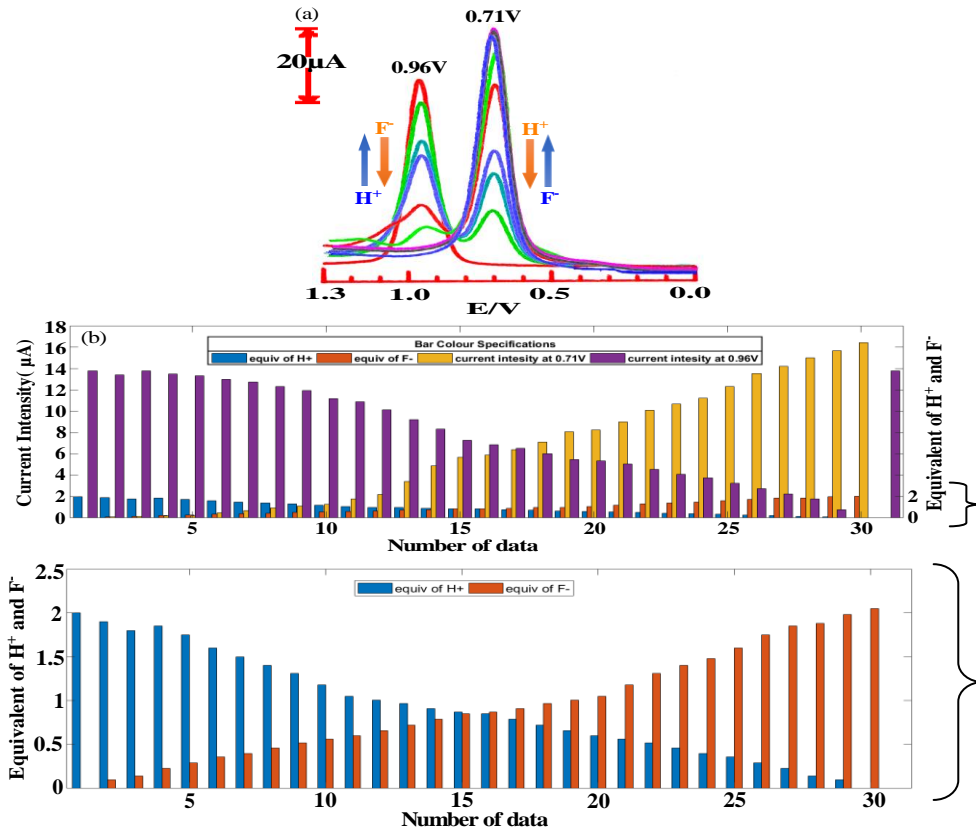 (a)
0.71V
20µA
0.96V
F⁻
H⁺
H⁺
F⁻
1.3
1.0
0.5
0.0
E/V
(b)
Bar Colour Specifications
equiv of H+
equiv of F-
current intesity at 0.71V
current intesity at 0.96V
Current Intensity ( µA)
18
16
14
12
10
8
6
4
2
0
5
10
15
20
25
30
Number of data
2
0
Equivalent of H⁺ and F⁻
equiv of H+
equiv of F-
Equivalent of H⁺ and F⁻
2.5
2
1.5
1
0.5
0
5
10
15
20
25
30
Number of data